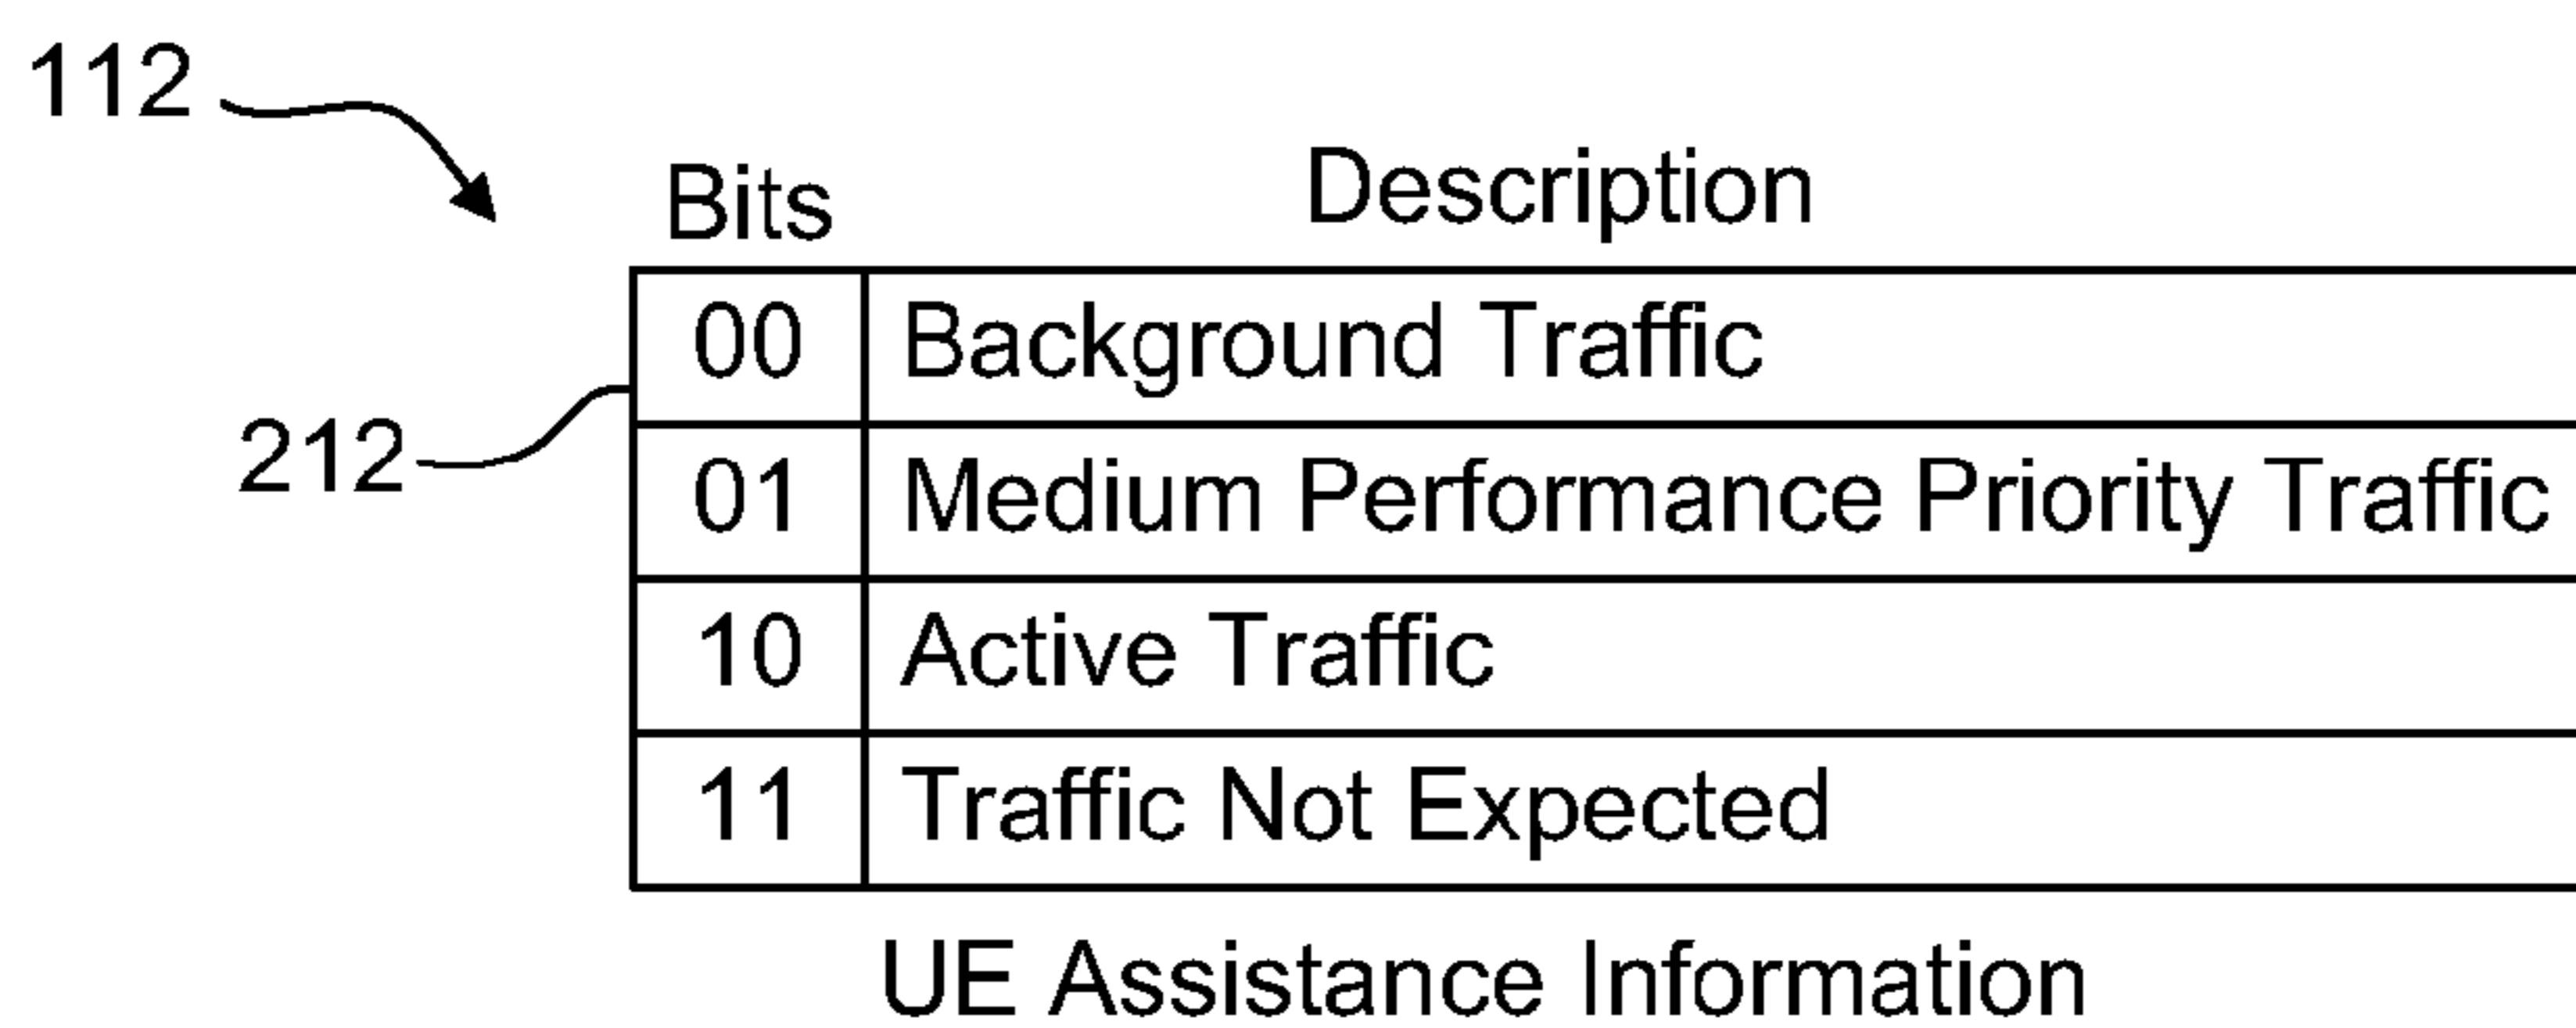 112
Bits Description
00 Background Traffic
212
01 Medium Performance Priority Traffic
10 Active Traffic
11 Traffic Not Expected
UE Assistance Information